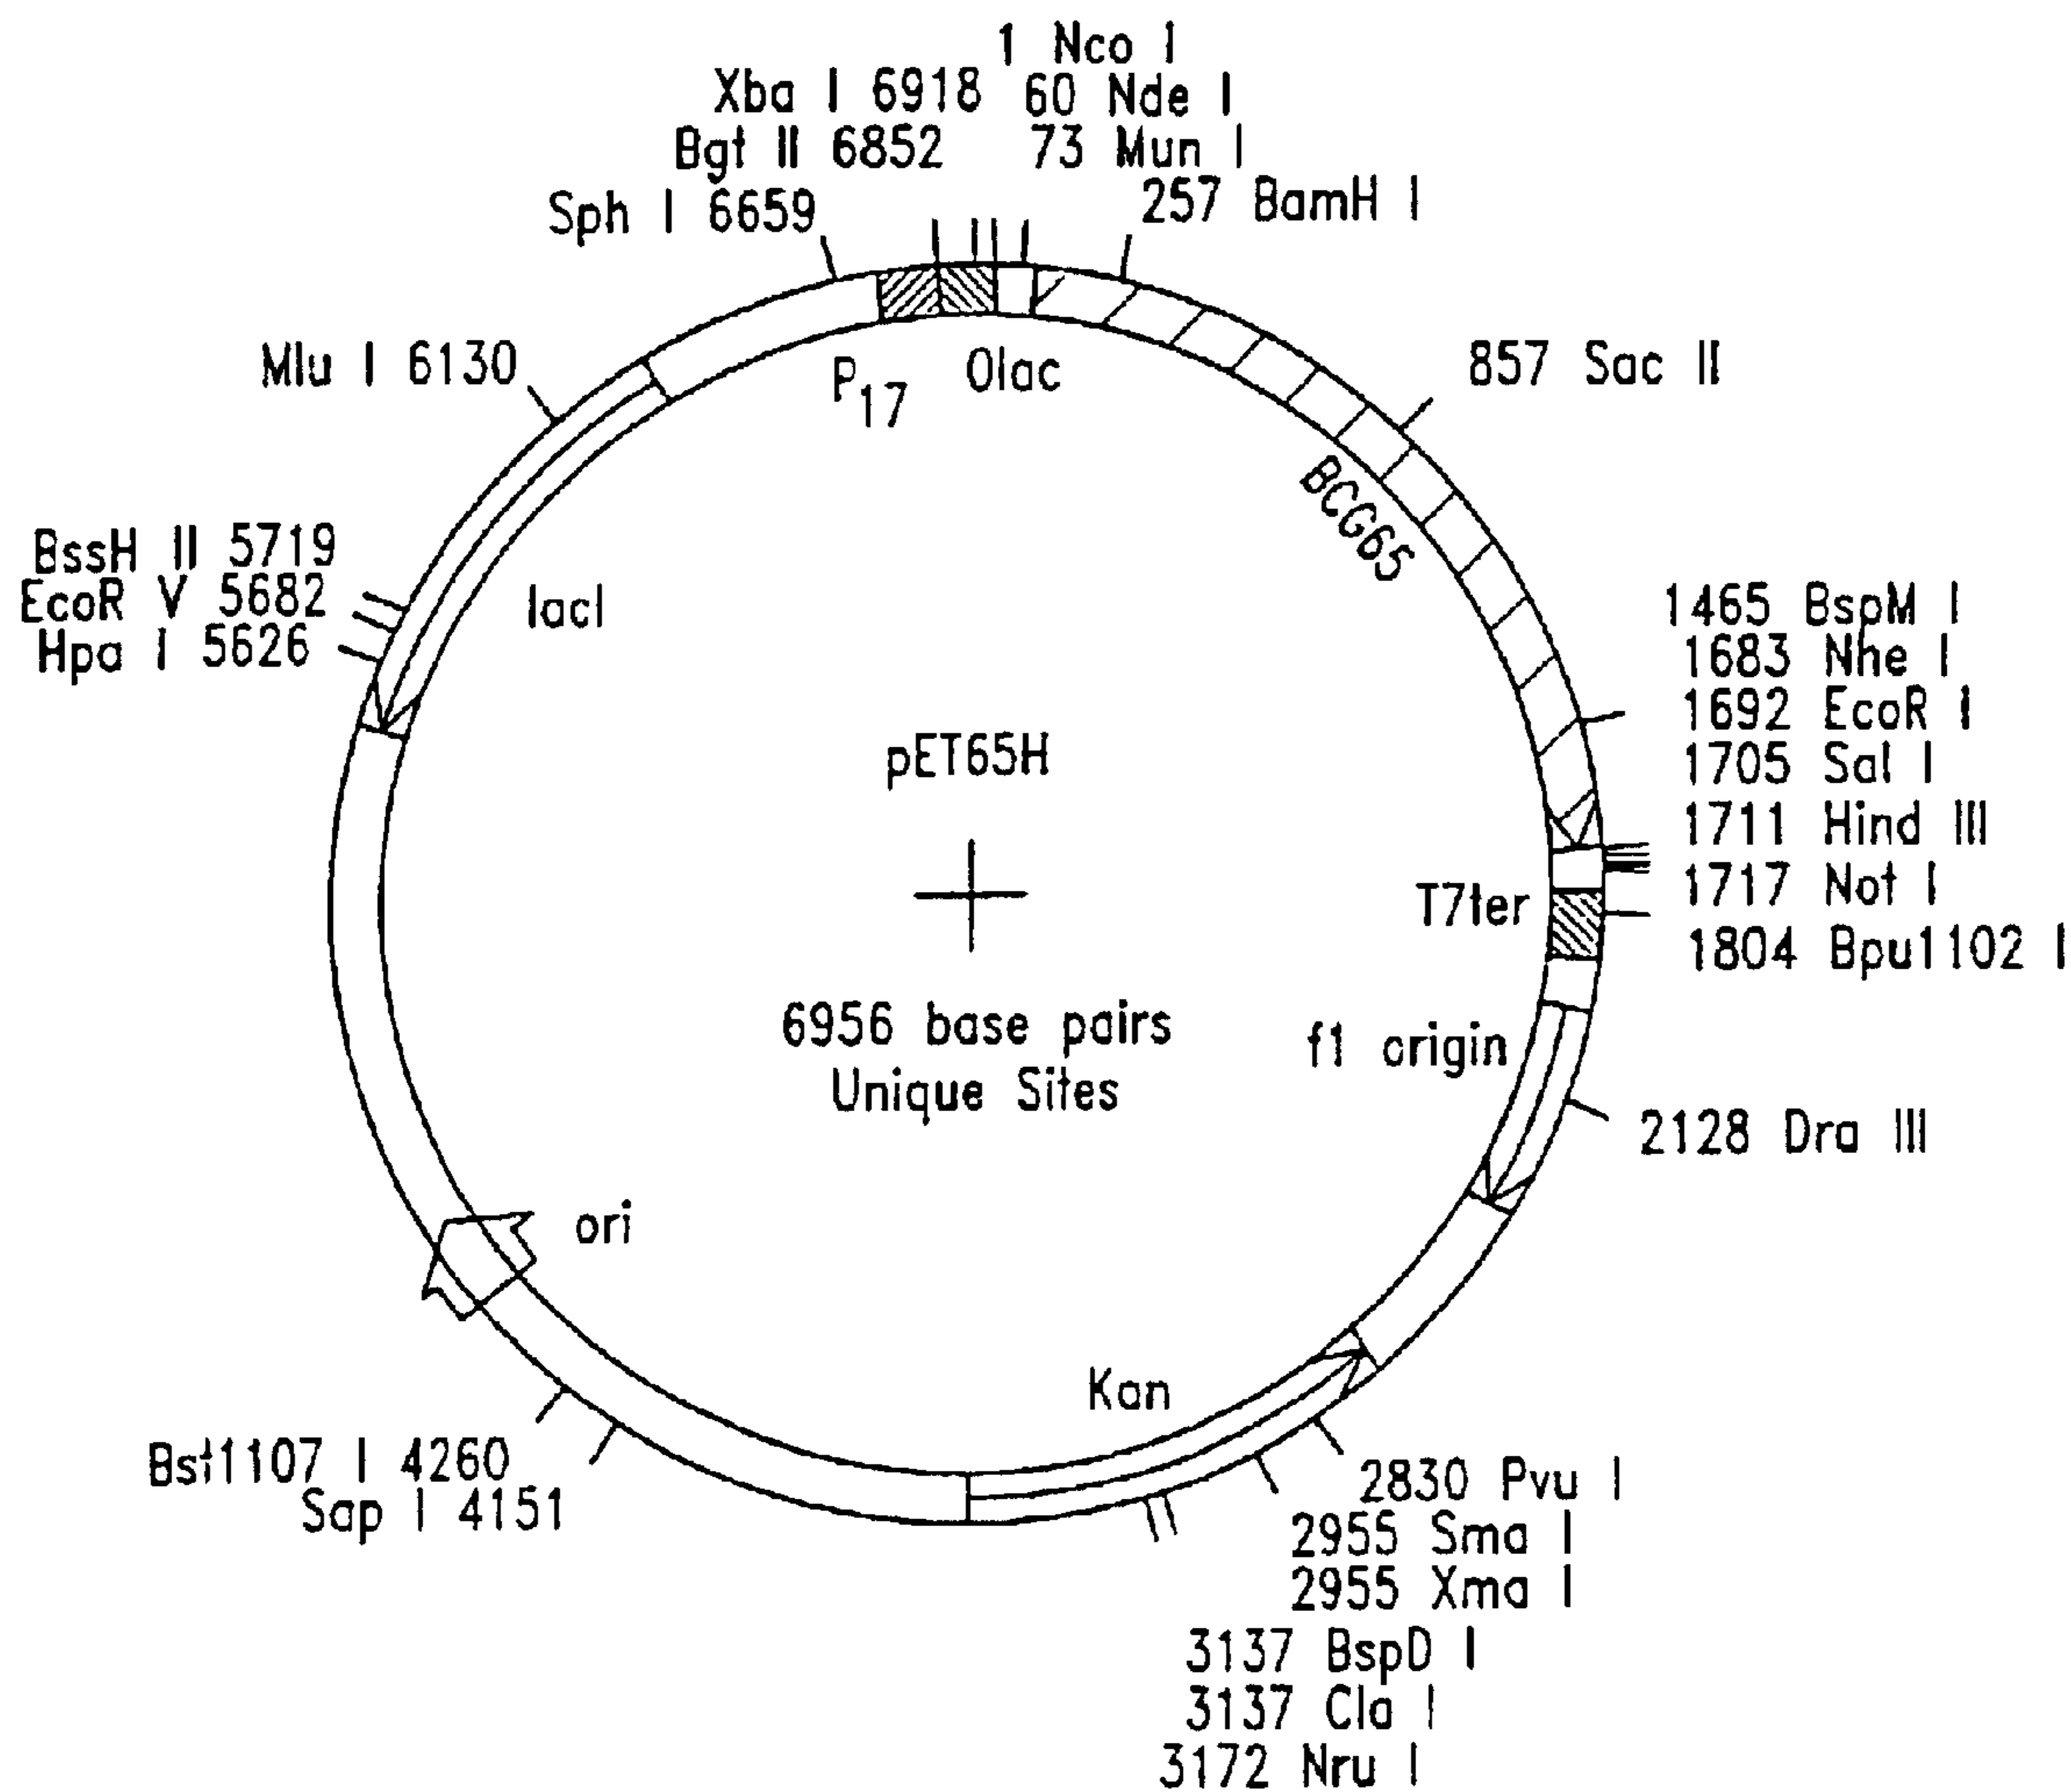 1 Nco I
Xba I 6918
60 Nde I
Bgt II 6852
73 Mun I
Sph I 6659
257 BamH I
Mlu I 6130
P17
Olac
857 Sac II
BCG65
BssH II 5719
EcoR V 5682
Hpa I 5626
lacI
1465 BspM I
1683 Nhe I
1692 EcoR I
1705 Sal I
1711 Hind III
1717 Not I
1804 Bpu1102 I
pET65H
T7ter
6956 base pairs
Unique Sites
f1 origin
2128 Dra III
ori
Kan
Bst1107 I 4260
Sap I 4151
2830 Pvu I
2955 Sma I
2955 Xma I
3137 BspD I
3137 Cla I
3172 Nru I